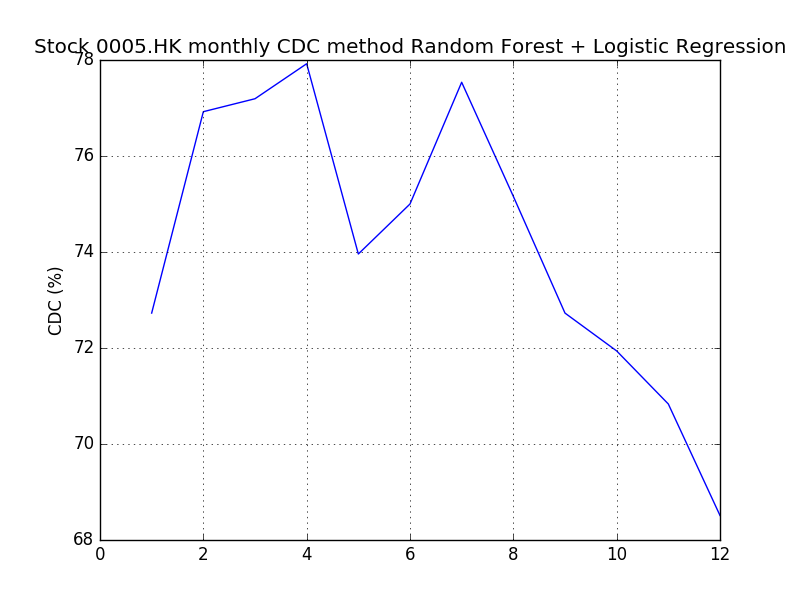 Stock 0005.HK monthly CDC method Random Forest + Logistic Regression
78
76
74
72
70
68
CDC (%)
0 2 4 6 8 10 12